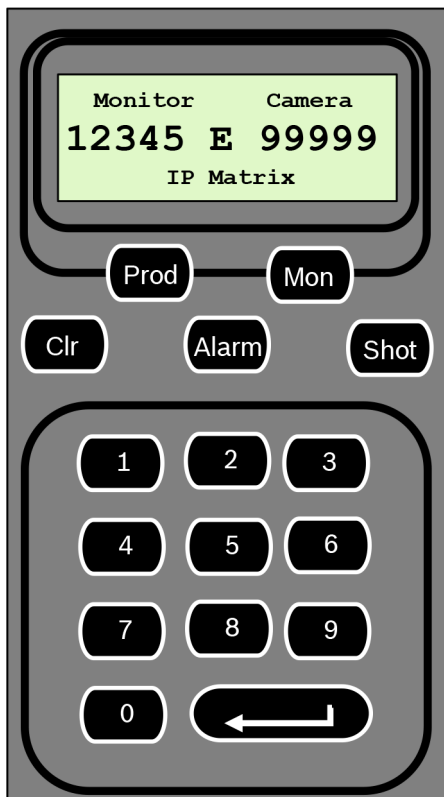 Monitor Camera
12345 E 99999
IP Matrix
Prod Mon
Clr Alarm Shot
1 2 3
4 5 6
7 8 9
0